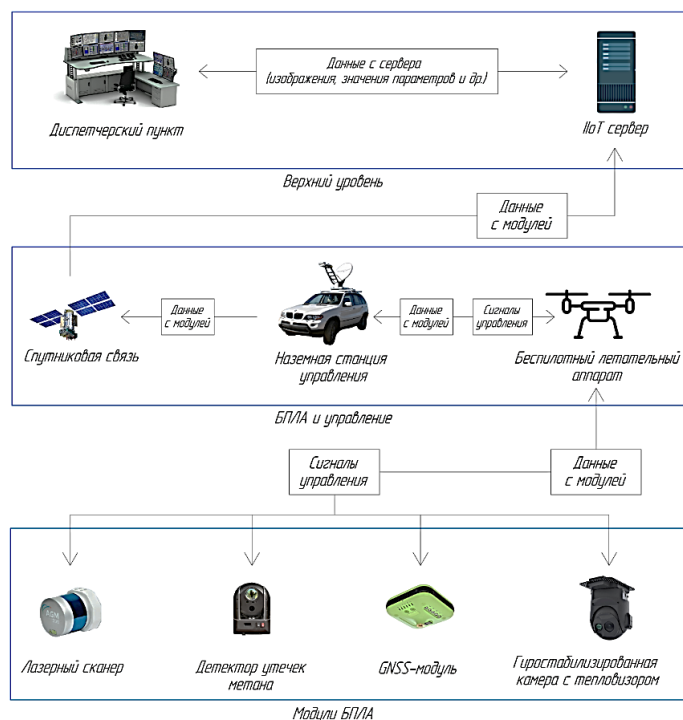 Данные с сервера
(изображения, значения параметров и др.)
Диспетчерский пункт
IIoT сервер
Верхний уровень
Данные
с модулей
Данные
с модулей
Данные
с модулей
Сигналы
управления
Спутниковая связь
Наземная станция
управления
Беспилотный летательный
аппарат
БПЛА и управление
Сигналы
управления
Данные
с модулей
Лазерный сканер
Детектор утечек
метана
GNSS-модуль
Гиростабилизированная
камера с тепловизором
Модули БПЛА